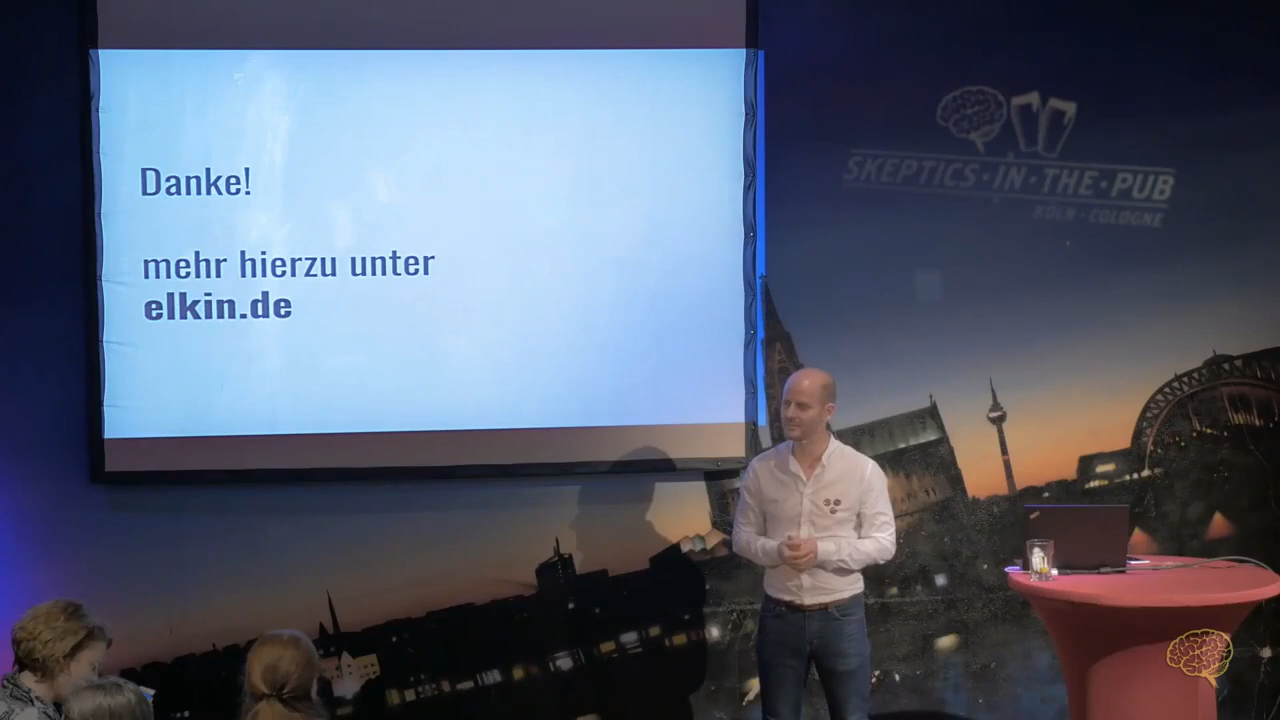 Danke!
mehr hierzu unter
elkin.de
SKEPTICS·IN·THE·PUB
KÖLN · COLOGNE